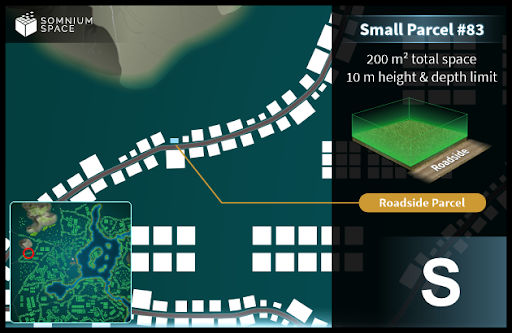 SOMNIUM
SPACE
Small Parcel #83
200 m² total space
10 m height & depth limit
Roadside
Roadside Parcel
S